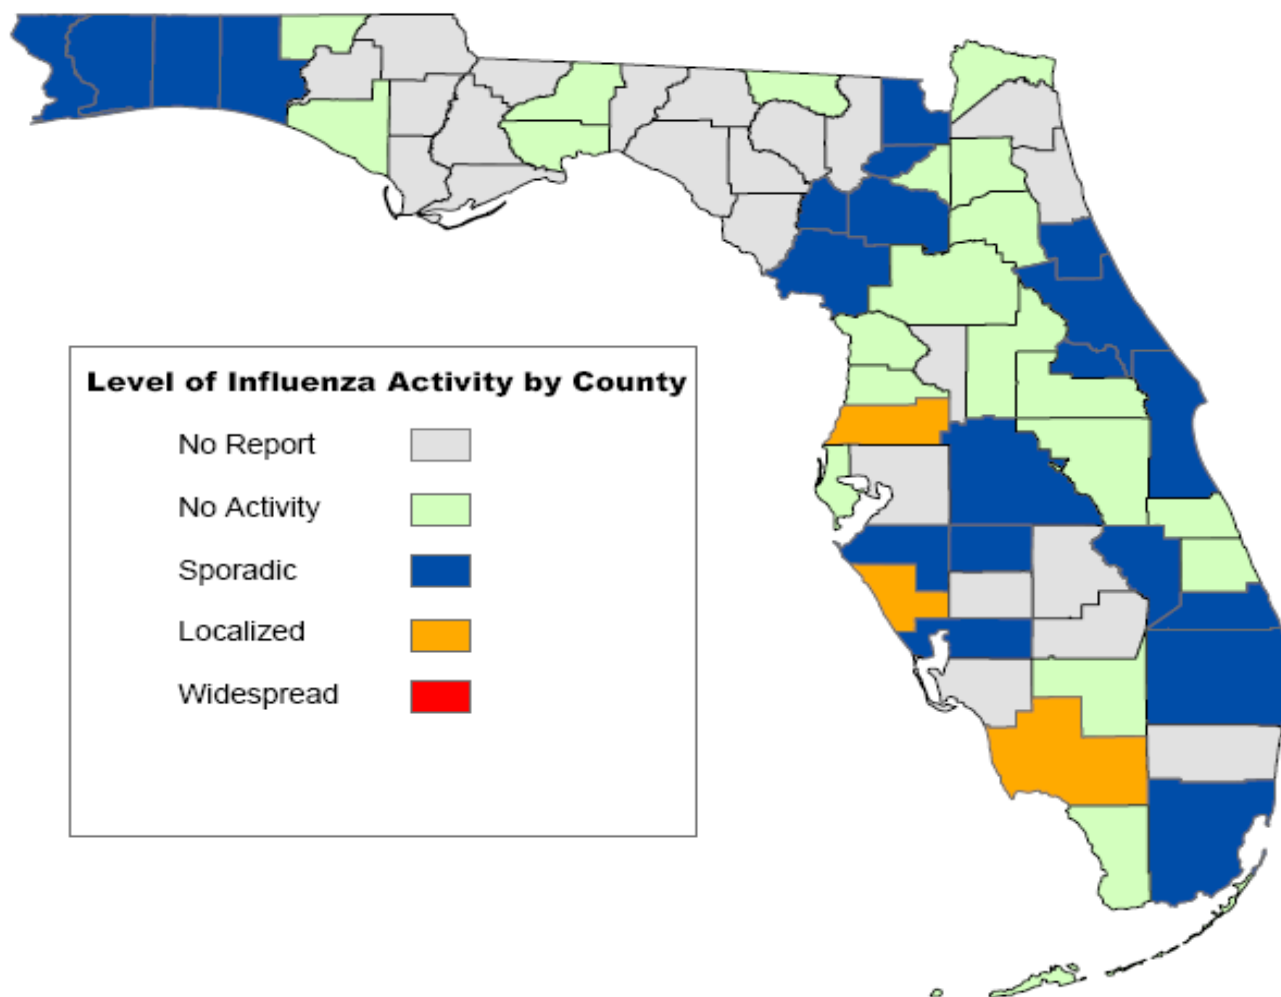 Level of Influenza Activity by County
No Report
No Activity
Sporadic
Localized
Widespread